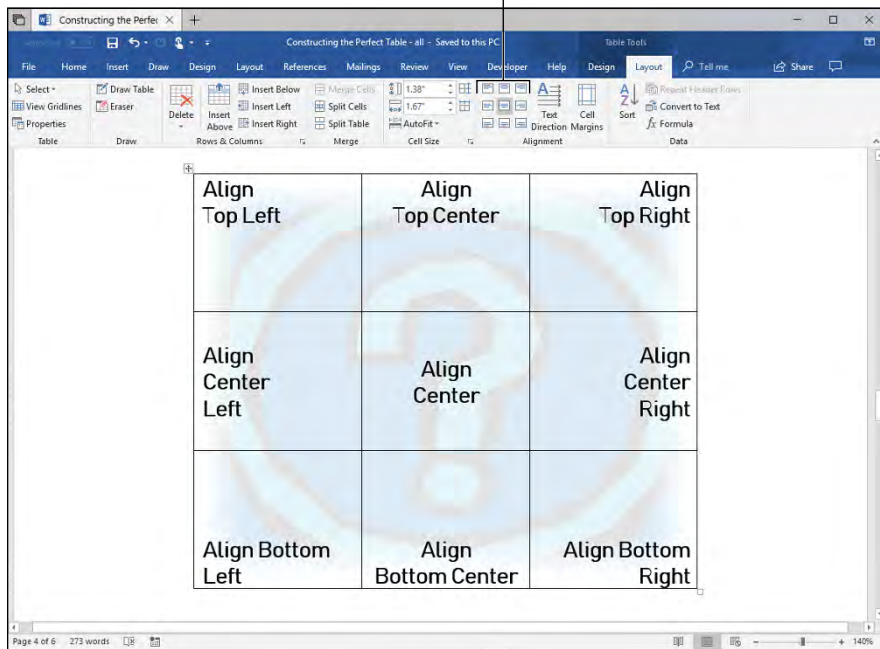 Constructing the Perfec
Constructing the Perfect Table - all - Saved to this PC
Table Tools
File Home Insert Draw Design Layout References Mailings Review View Developer Help Design Layout Tell me Share
Select
View Gridlines
Properties
Table
Draw Table
Eraser
Draw
Delete
Insert
Above
Insert Below
Insert Left
Insert Right
Rows & Columns
Merge Cells
Split Cells
Split Table
Merge
1.38"
1.67"
AutoFit
Cell Size
Text
Direction
Cell
Margins
Alignment
Sort
Repeat Header Rows
Convert to Text
fx Formula
Data
Align
Top Left
Align
Top Center
Align
Top Right
Align
Center
Left
Align
Center
Align
Center
Right
Align Bottom
Left
Align
Bottom Center
Align Bottom
Right
Page 4 of 6 273 words
140%